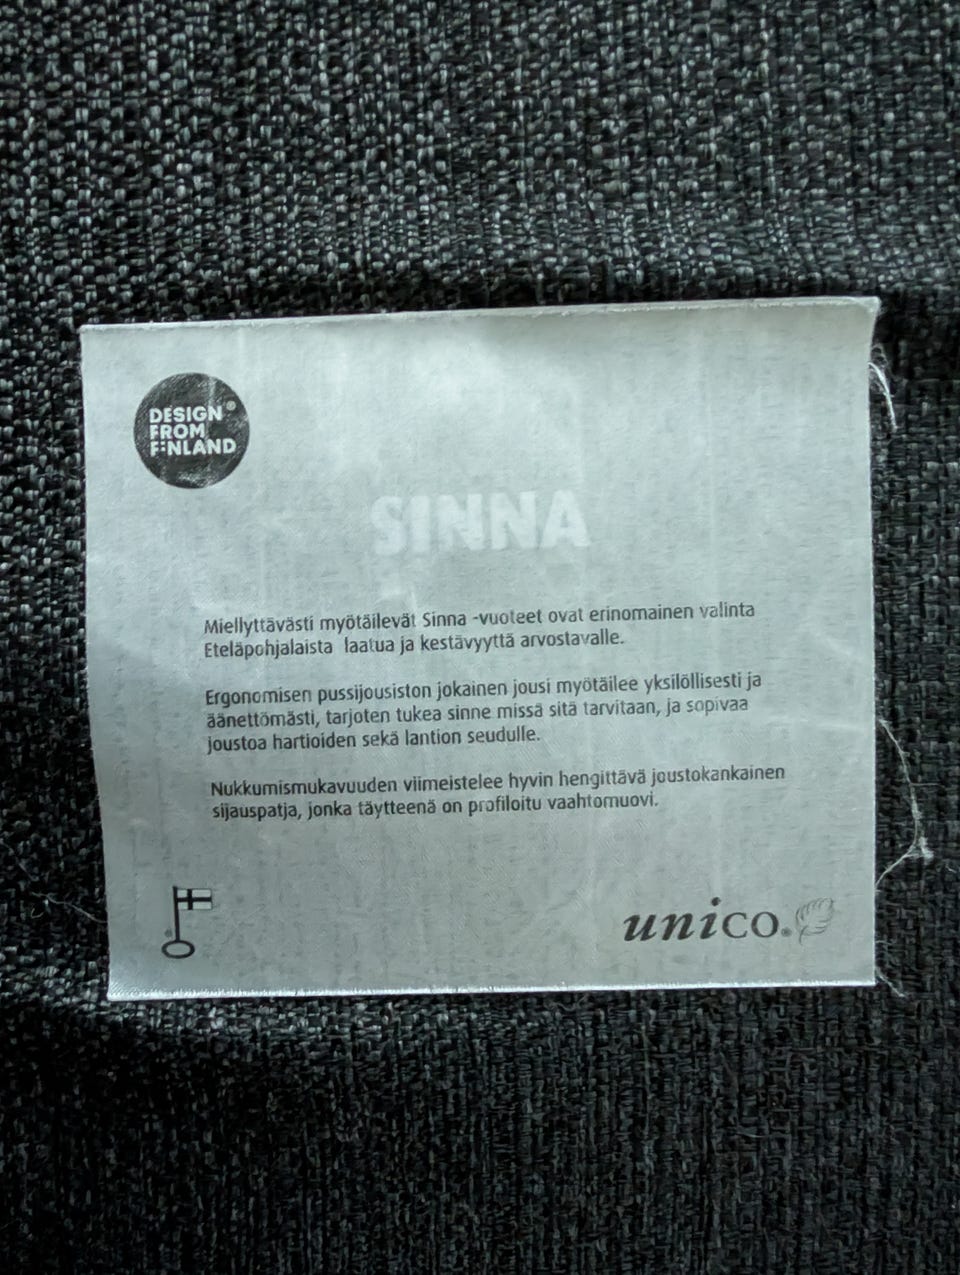 DESIGN®
FROM
FINLAND
SINNA
Miellyttävästi myötäilevät Sinna -vuoteet ovat erinomainen valinta
Eteläpohjalaista laatua ja kestävyyttä arvostavalle.
Ergonomisen pussijousiston jokainen jousi myötäilee yksilöllisesti ja
äänettömästi, tarjoten tukea sinne missä sitä tarvitaan, ja sopivaa
joustoa hartioiden sekä lantion seudulle.
Nukkumismukavuuden viimeistelee hyvin hengittävä joustokankainen
sijauspatja, jonka täytteenä on profiloitu vaahtomuovi.
unico®